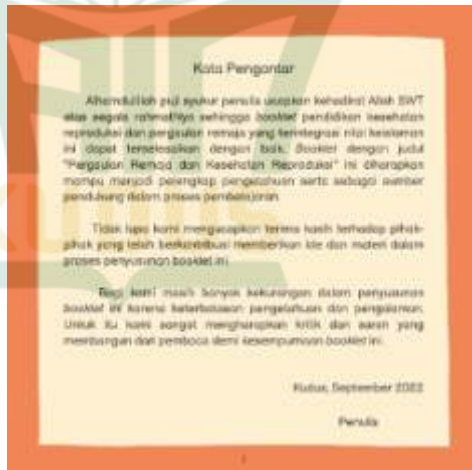 Kata Pengantar
Alhamdulillah puji syukur penulis ucapkan kehadirat Allah SWT
atas segala rahmatNya sehingga booklet pendidikan kesehatan
reproduksi dan pergaulan remaja yang terintegrasi nilai keislaman
ini dapat terselesaikan dengan baik. Booklet dengan judul
"Pergaulan Remaja dan Kesehatan Reproduksi" ini diharapkan
mampu menjadi pelengkap pengetahuan serta sebagai sumber
pendukung dalam proses pembelajaran.
Tidak lupa kami mengucapkan terima kasih terhadap pihak-
pihak yang telah berkontribusi memberikan ide dan materi dalam
proses penyusunan booklet ini.
Bagi kami masih banyak kekurangan dalam penyusunan
booklet ini karena keterbatasan pengetahuan dan pengalaman.
Untuk itu kami sangat mengharapkan kritik dan saran yang
membangun dari pembaca demi kesempurnaan booklet ini.
Kudus, September 2022
Penulis